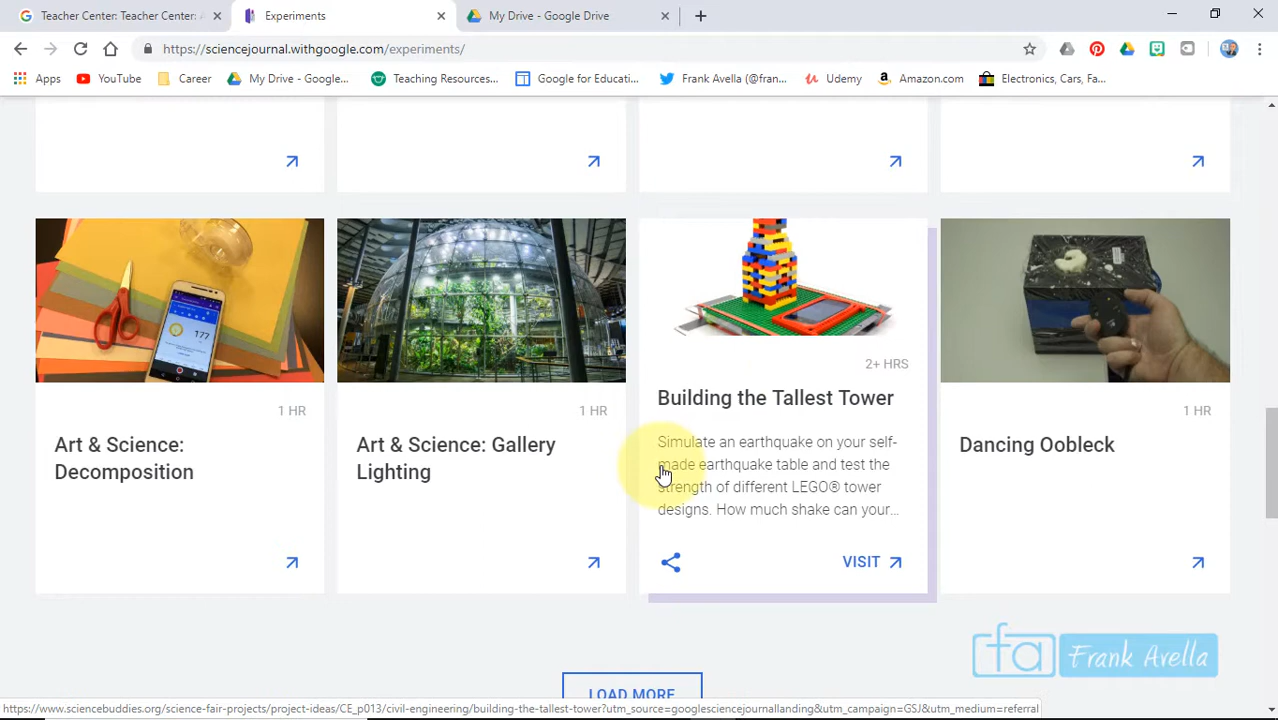 Teacher Center: Teacher Center: A
Experiments
My Drive - Google Drive
https://sciencejournal.withgoogle.com/experiments/
Apps
YouTube
Career
My Drive - Google...
Teaching Resources...
Google for Educati...
Frank Avella (@fran...
Udemy
Amazon.com
Electronics, Cars, Fa...
177
1 HR
Art & Science:
Decomposition
1 HR
Art & Science: Gallery
Lighting
2+ HRS
Building the Tallest Tower
Simulate an earthquake on your self-
made earthquake table and test the
strength of different LEGO® tower
designs. How much shake can your...
VISIT
1 HR
Dancing Oobleck
LOAD MORE
fa Frank Avella
https://www.sciencebuddies.org/science-fair-projects/project-ideas/CE_p013/civil-engineering/building-the-tallest-tower?utm_source=googlesciencejournallanding&utm_campaign=GSJ&utm_medium=referral